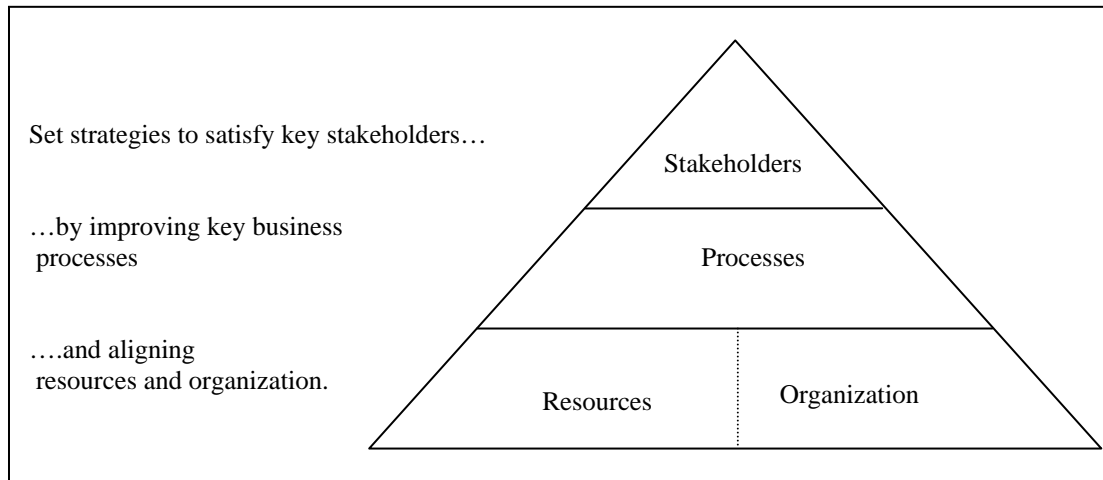 Set strategies to satisfy key stakeholders…
Stakeholders
…by improving key business
processes
Processes
….and aligning
resources and organization.
Resources
Organization